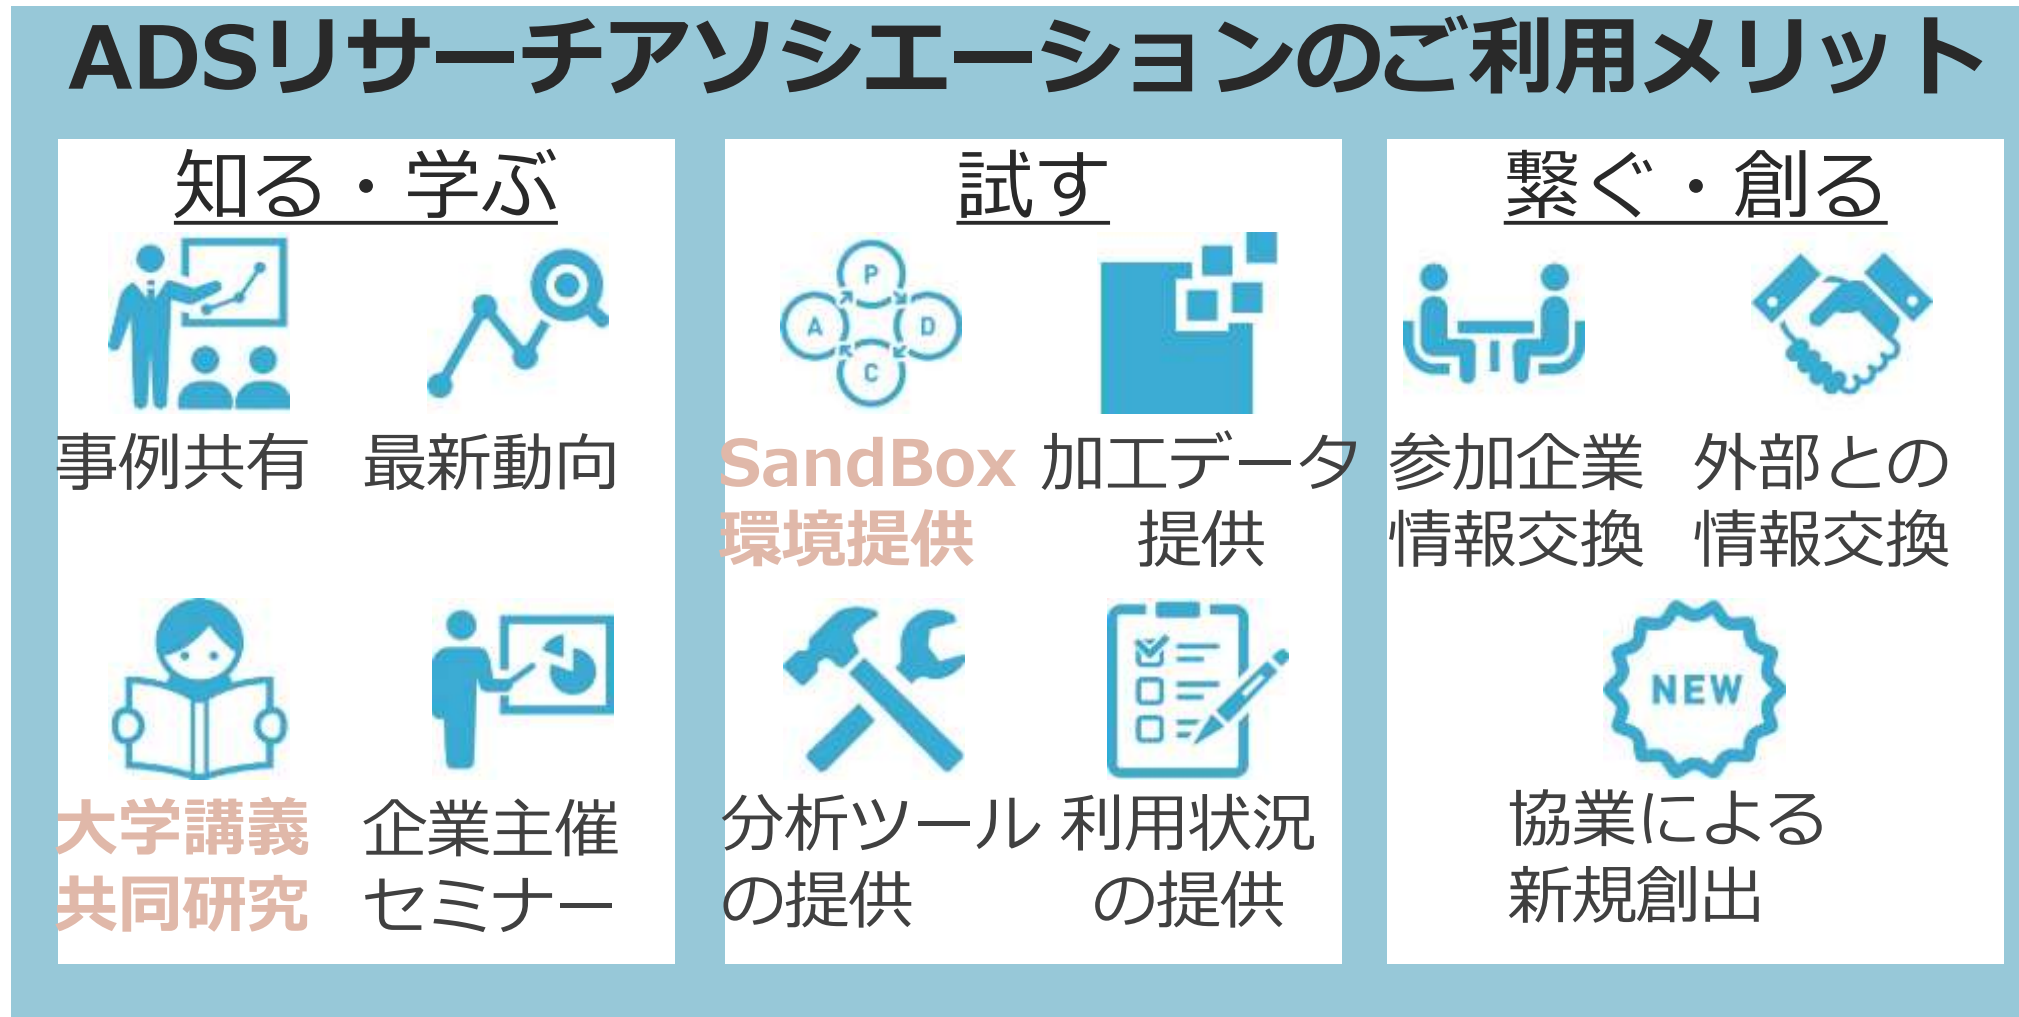 ADSリサーチアソシエーションのご利用メリット
知る・学ぶ
事例共有
最新動向
大学講義
共同研究
企業主催
セミナー
試す
P
A
D
C
SandBox
環境提供
加工データ
提供
分析ツール
の提供
利用状況
の提供
繋ぐ・創る
参加企業
情報交換
外部との
情報交換
NEW
協業による
新規創出